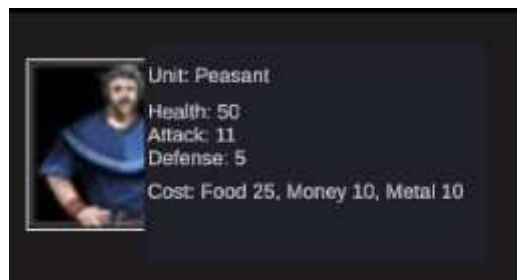 Unit: Peasant
Health: 50
Attack: 11
Defense: 5
Cost: Food 25, Money 10, Metal 10